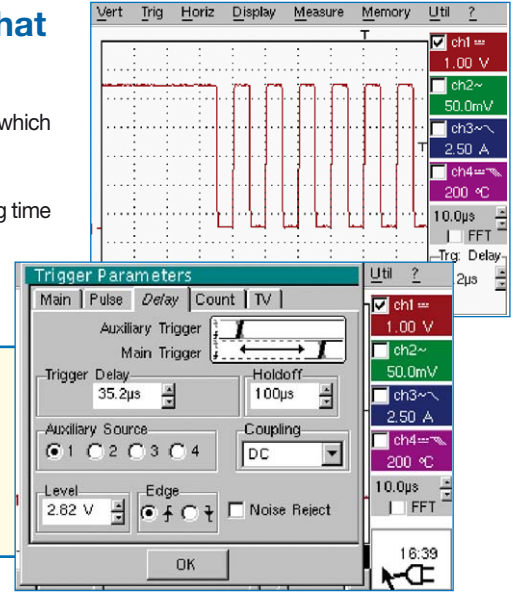 hat
which
g time
Vert Trig Horiz Display Measure Memory Util ?
T
ch1
1.00 V
ch2~
50.0mV
ch3~
T
2.50 A
ch4
200 °C
10.0µs
FFT
Trg: Delay
2µs
Trigger Parameters
Main Pulse Delay Count TV
Auxiliary Trigger
Main Trigger
Trigger Delay
35.2µs
Holdoff
100µs
Auxiliary Source
1 2 3 4
Coupling
DC
Level
2.82 V
Edge
Noise Reject
OK
Util ?
ch1
1.00 V
ch2~
50.0mV
ch3~
2.50 A
ch4
200 °C
10.0µs
FFT
16:39